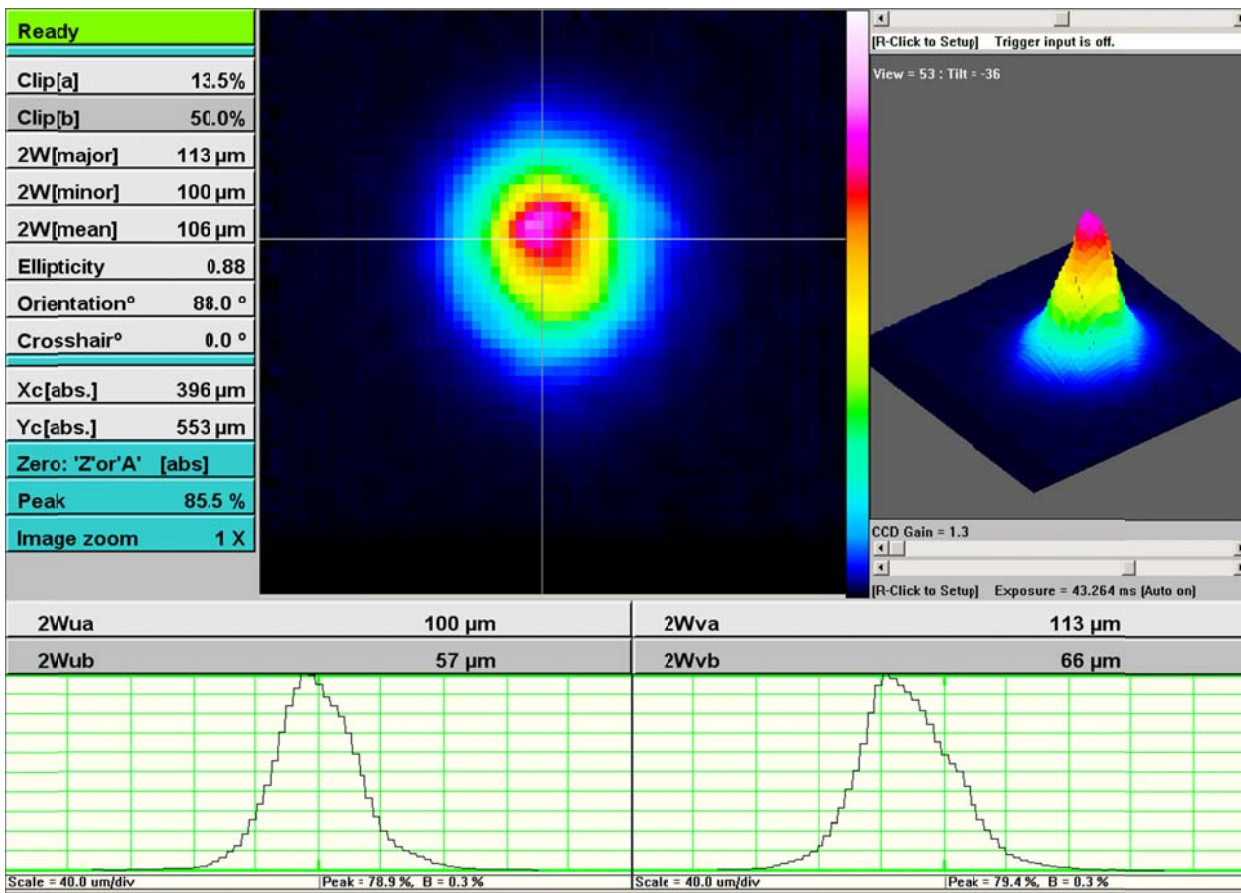 Ready
Clip[a] 13.5%
Clip[b] 50.0%
2W[major] 113 µm
2W[minor] 100 µm
2W[mean] 106 µm
Ellipticity 0.88
Orientation° 88.0 °
Crosshair° 0.0 °
Xc[abs.] 396 µm
Yc[abs.] 553 µm
Zero: 'Z'or'A' [abs]
Peak 85.5 %
Image zoom 1 X
[R-Click to Setup] Trigger input is off.
View = 53 : Tilt = -36
CCD Gain = 1.3
[R-Click to Setup] Exposure = 43.264 ms [Auto on]
2Wua 100 µm
2Wub 57 µm
2Wva 113 µm
2Wvb 66 µm
Scale = 40.0 um/div Peak = 78.9 %, B = 0.3 %
Scale = 40.0 um/div Peak = 79.4 %, B = 0.3 %